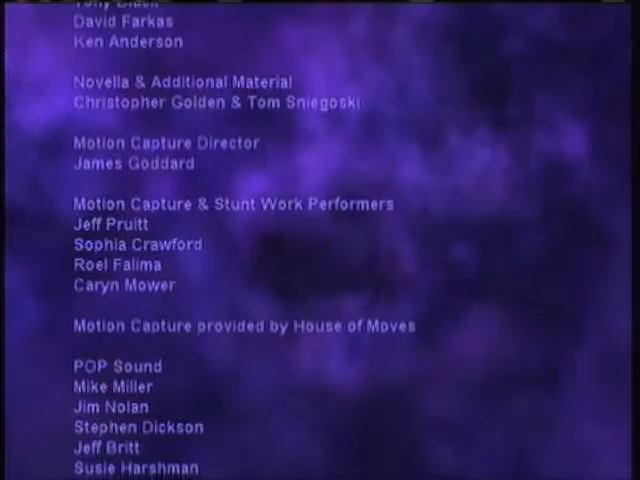 Tony Black
David Farkas
Ken Anderson
Novella & Additional Material
Christopher Golden & Tom Sniegoski
Motion Capture Director
James Goddard
Motion Capture & Stunt Work Performers
Jeff Pruitt
Sophia Crawford
Roel Falima
Caryn Mower
Motion Capture provided by House of Moves
POP Sound
Mike Miller
Jim Nolan
Stephen Dickson
Jeff Britt
Susie Harshman